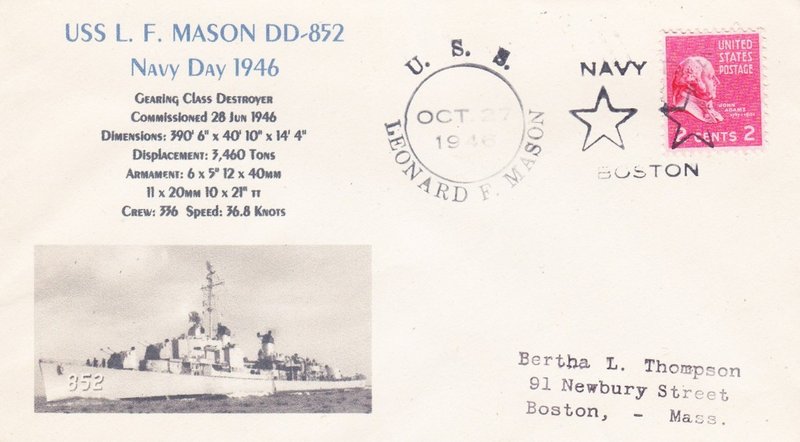 USS L. F. MASON DD-852
NAVY DAY 1946
GEARING CLASS DESTROYER
COMMISSIONED 28 JUN 1946
DIMENSIONS: 390' 6" x 40' 10" x 14' 4"
DISPLACEMENT: 3,460 TONS
ARMAMENT: 6 x 5" 12 x 40MM
11 x 20MM 10 x 21" TT
CREW: 336 SPEED: 36.8 KNOTS
852
U. S. S.
OCT. 27
1946
LEONARD F. MASON
NAVY
BOSTON
UNITED
STATES
POSTAGE
JOHN
ADAMS
CENTS 2
Bertha L. Thompson
91 Newbury Street
Boston, - Mass.